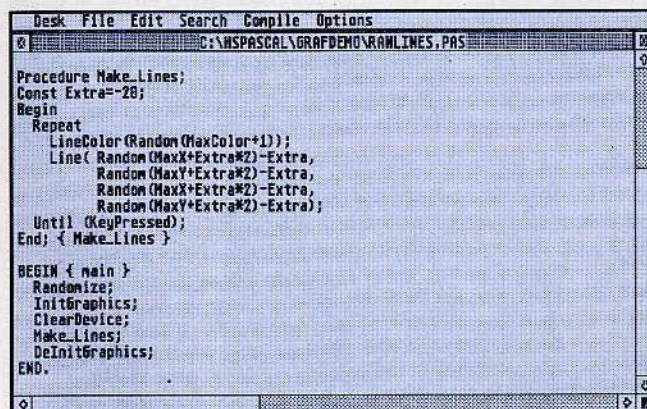 Desk File Edit Search Compile Options
C:\HSPASCAL\GRAFDEMO\RANLINES.PAS
Procedure Make_Lines;
Const Extra=-20;
Begin
Repeat
LineColor(Random(MaxColor+1));
Line( Random(MaxX+Extra*2)-Extra,
Random(MaxY+Extra*2)-Extra,
Random(MaxX+Extra*2)-Extra,
Random(MaxY+Extra*2)-Extra);
Until (KeyPressed);
End; { Make_Lines }
BEGIN { main }
Randomize;
InitGraphics;
ClearDevice;
Make_Lines;
DeInitGraphics;
END.